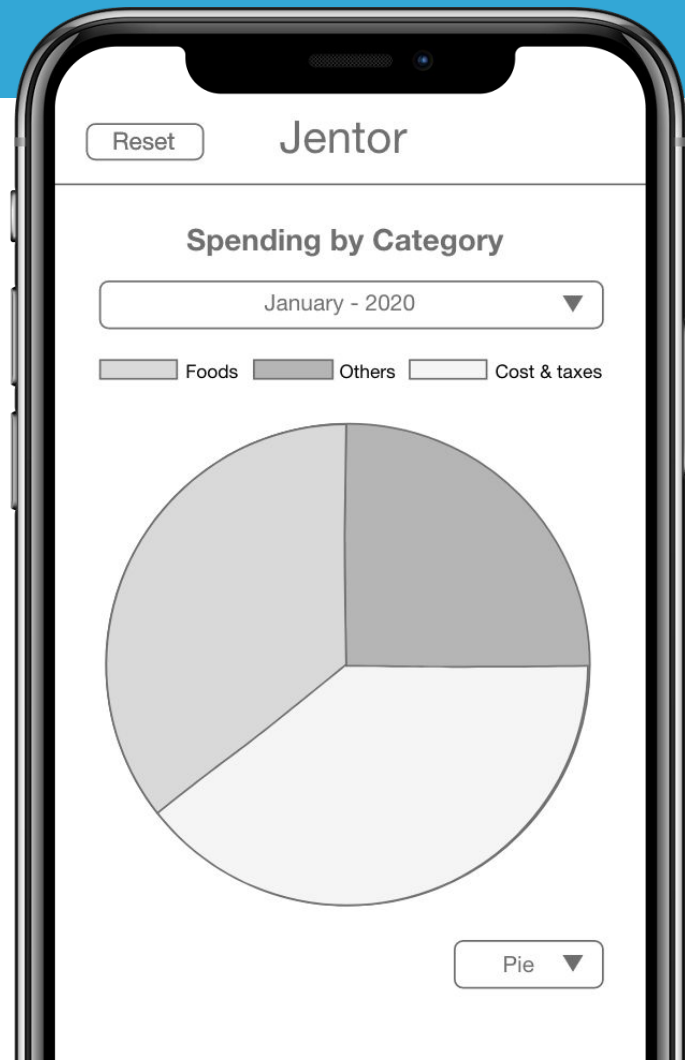 Reset Jentor
Spending by Category
January - 2020
Foods Others Cost & taxes
Pie